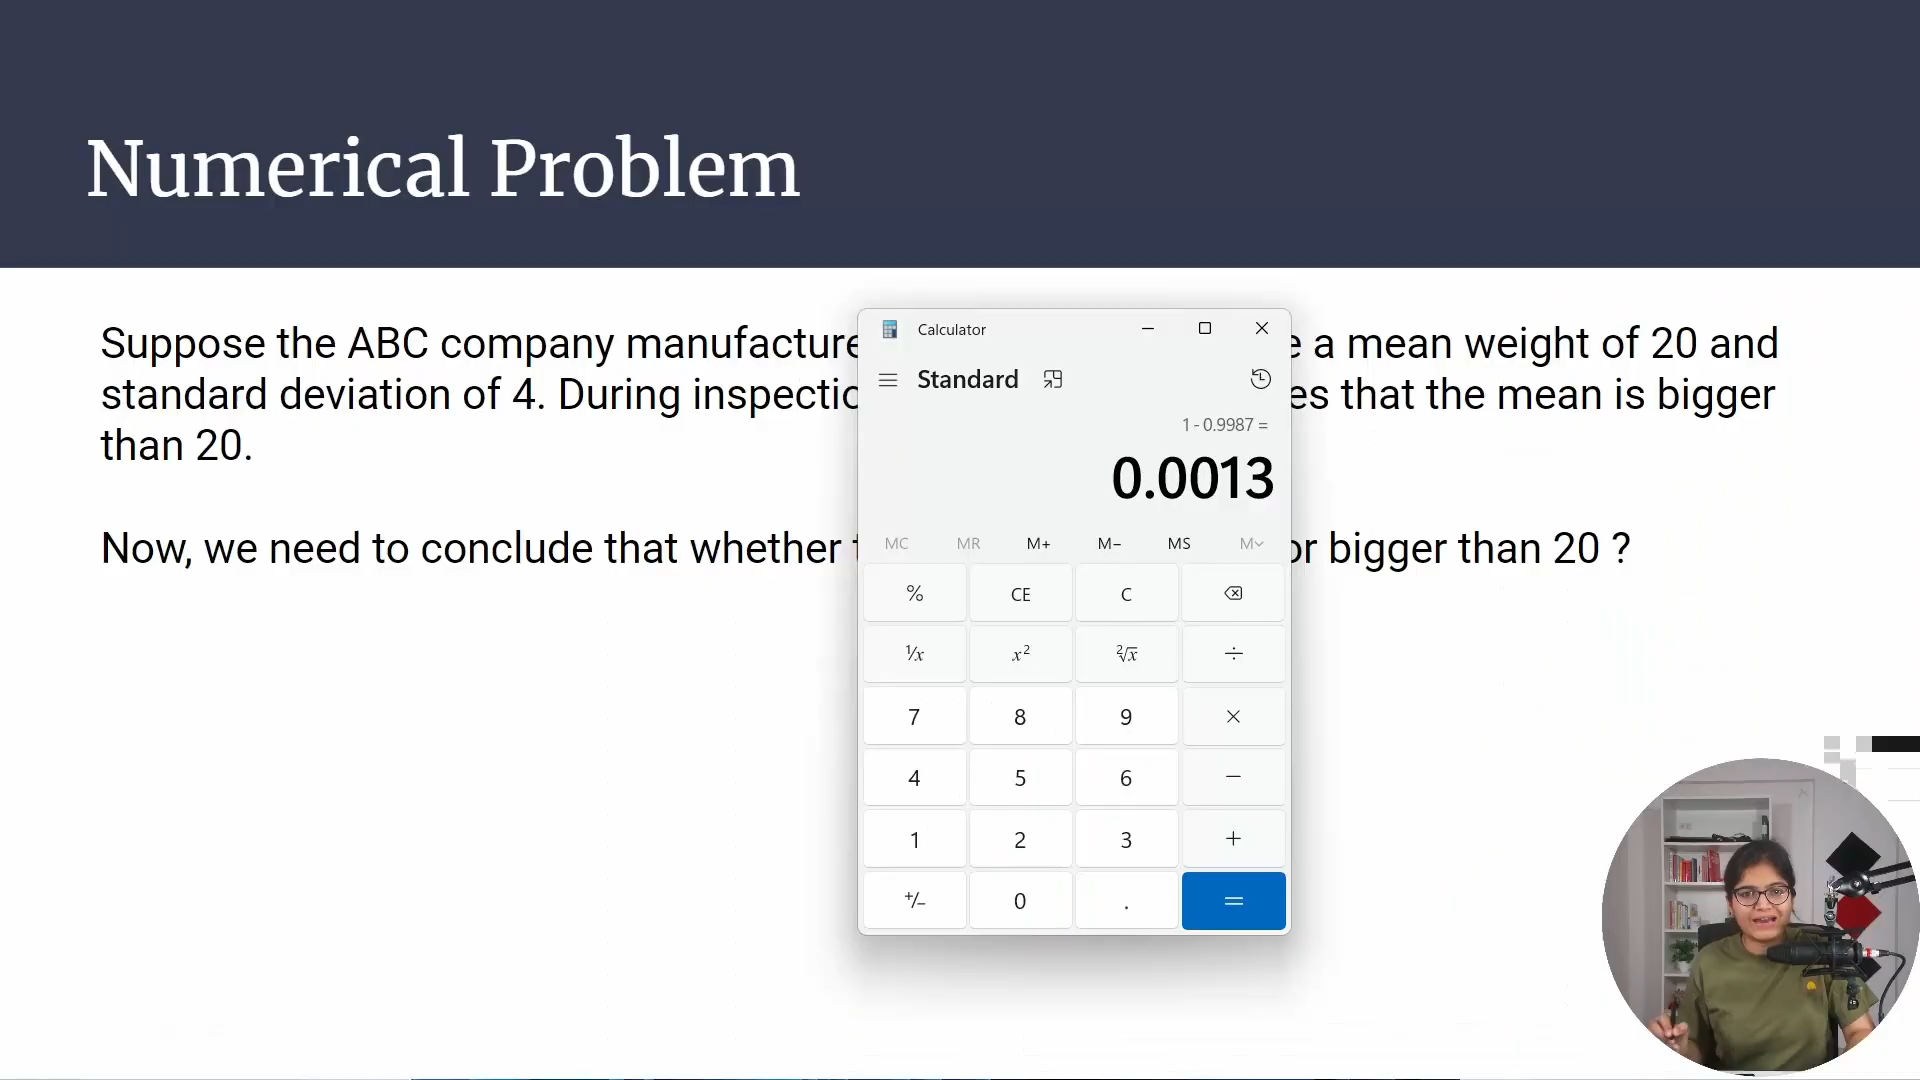 Numerical Problem
Suppose the ABC company manufacture
e a mean weight of 20 and
standard deviation of 4. During inspectio
es that the mean is bigger
than 20.
Now, we need to conclude that whether
or bigger than 20 ?
Calculator
Standard
1 - 0.9987 =
0.0013
MC MR M+ M− MS M
% CE C
1/x x² ²√x ÷
7 8 9 ×
4 5 6 −
1 2 3 +
+/− 0 . =